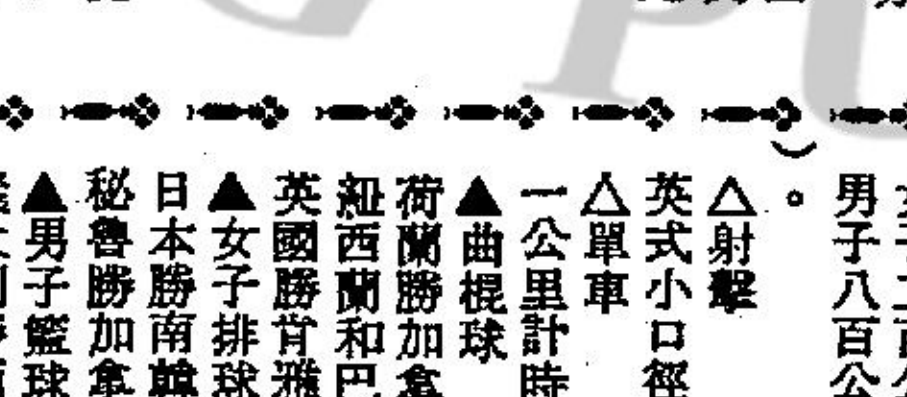 男子八百公
)。
△射擊
英式小口徑
△單車
一公里計時
▲曲棍球
荷蘭勝加拿
紐西蘭和巴
英國勝肯飛
▲女子排球
日本勝南韓
秘魯勝加拿
▲男子籃球